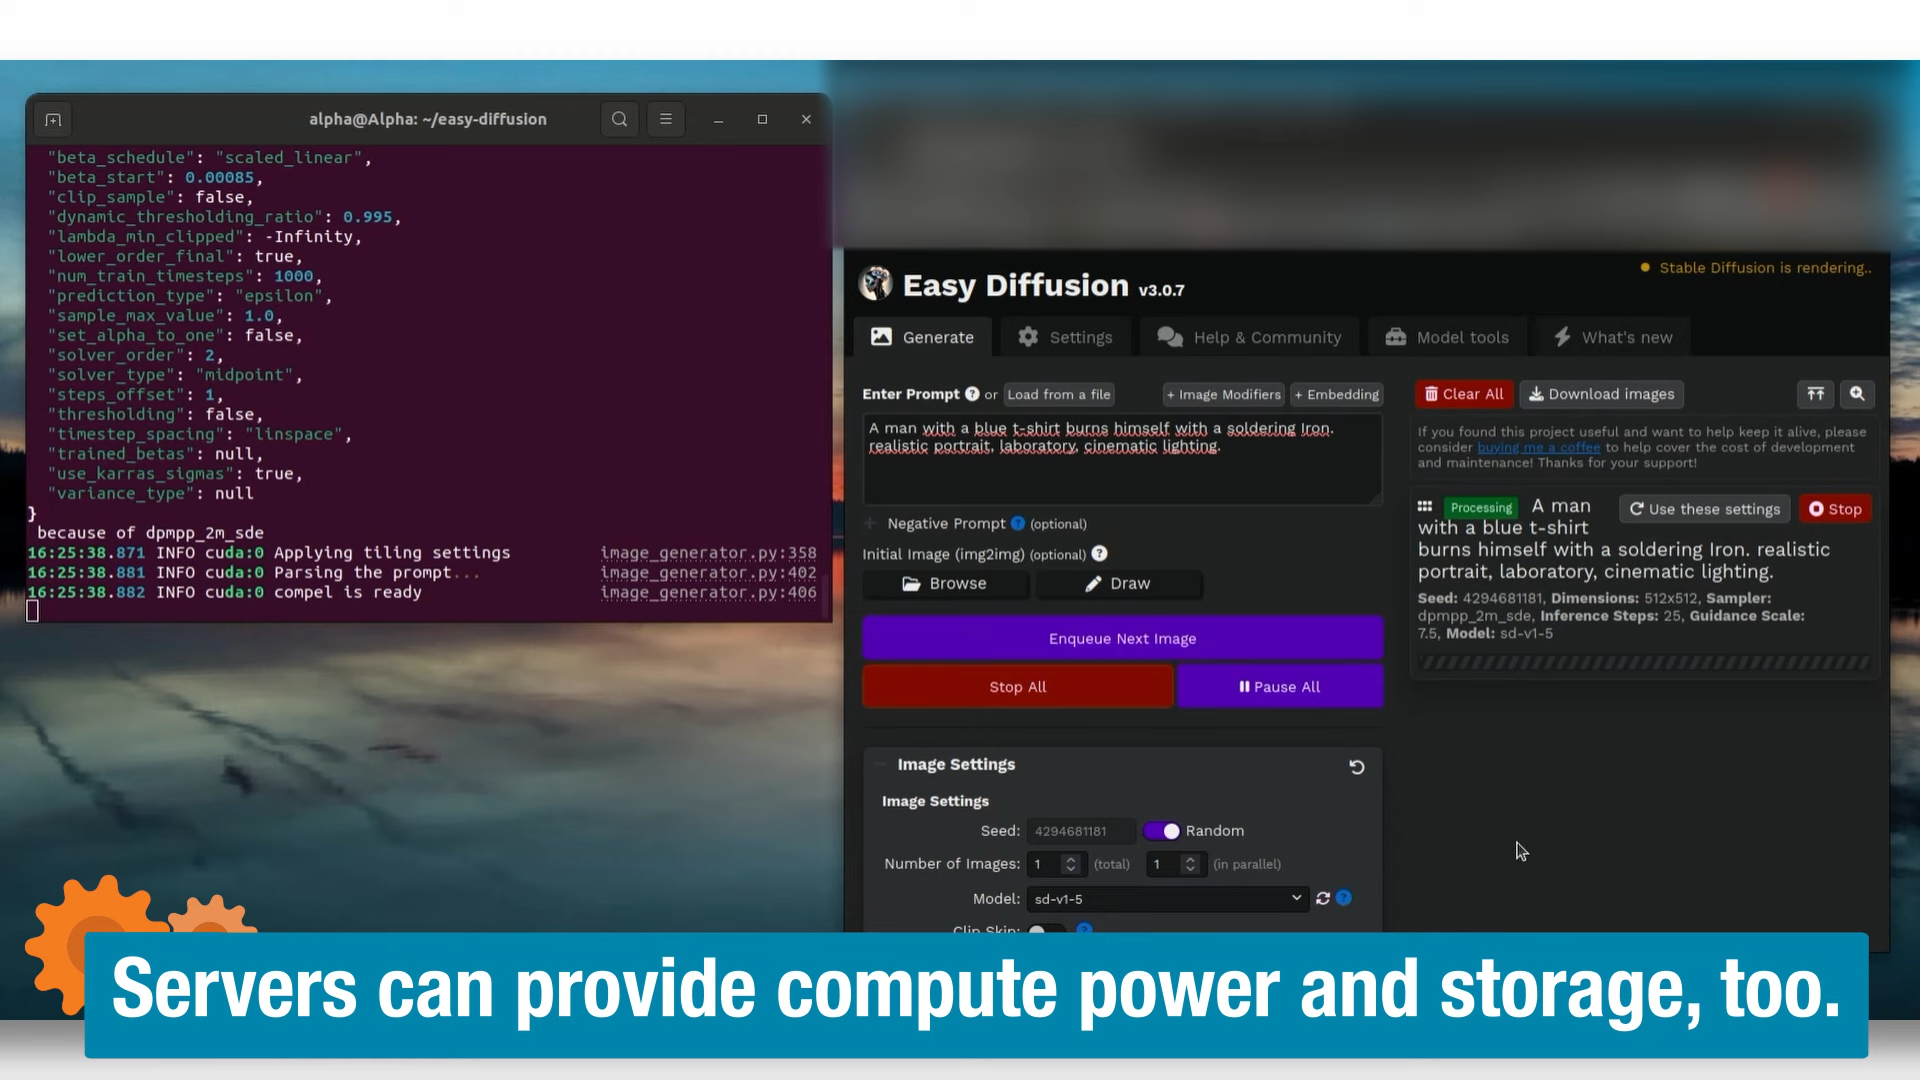 alpha@Alpha: ~/easy-diffusion
"beta_schedule": "scaled_linear",
"beta_start": 0.00085,
"clip_sample": false,
"dynamic_thresholding_ratio": 0.995,
"lambda_min_clipped": -Infinity,
"lower_order_final": true,
"num_train_timesteps": 1000,
"prediction_type": "epsilon",
"sample_max_value": 1.0,
"set_alpha_to_one": false,
"solver_order": 2,
"solver_type": "midpoint",
"steps_offset": 1,
"thresholding": false,
"timestep_spacing": "linspace",
"trained_betas": null,
"use_karras_sigmas": true,
"variance_type": null
}
because of dpmpp_2m_sde
16:25:38.871 INFO cuda:0 Applying tiling settings image_generator.py:358
16:25:38.881 INFO cuda:0 Parsing the prompt... image_generator.py:402
16:25:38.882 INFO cuda:0 compel is ready image_generator.py:406
Easy Diffusion v3.0.7
Stable Diffusion is rendering..
Generate Settings Help & Community Model tools What's new
Enter Prompt ? or Load from a file + Image Modifiers + Embedding
A man with a blue t-shirt burns himself with a soldering Iron.
realistic portrait, laboratory, cinematic lighting.
Negative Prompt ? (optional)
Initial Image (img2img) (optional) ?
Browse Draw
Enqueue Next Image
Stop All Pause All
Image Settings
Image Settings
Seed: 4294681181 Random
Number of Images: 1 (total) 1 (in parallel)
Model: sd-v1-5 ?
Clip Skip: ?
Clear All Download images
If you found this project useful and want to help keep it alive, please
consider buying me a coffee to help cover the cost of development
and maintenance! Thanks for your support!
Processing A man
Use these settings Stop
with a blue t-shirt
burns himself with a soldering Iron. realistic
portrait, laboratory, cinematic lighting.
Seed: 4294681181, Dimensions: 512x512, Sampler:
dpmpp_2m_sde, Inference Steps: 25, Guidance Scale:
7.5, Model: sd-v1-5
Servers can provide compute power and storage, too.